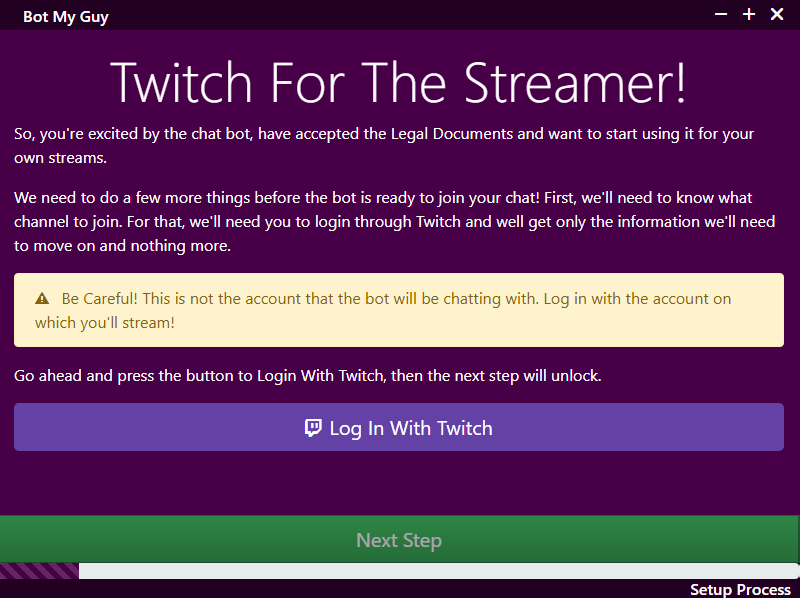 Bot My Guy
Twitch For The Streamer!
So, you're excited by the chat bot, have accepted the Legal Documents and want to start using it for your
own streams.
We need to do a few more things before the bot is ready to join your chat! First, we'll need to know what
channel to join. For that, we'll need you to login through Twitch and well get only the information we'll need
to move on and nothing more.
Be Careful! This is not the account that the bot will be chatting with. Log in with the account on
which you'll stream!
Go ahead and press the button to Login With Twitch, then the next step will unlock.
Log In With Twitch
Next Step
Setup Process